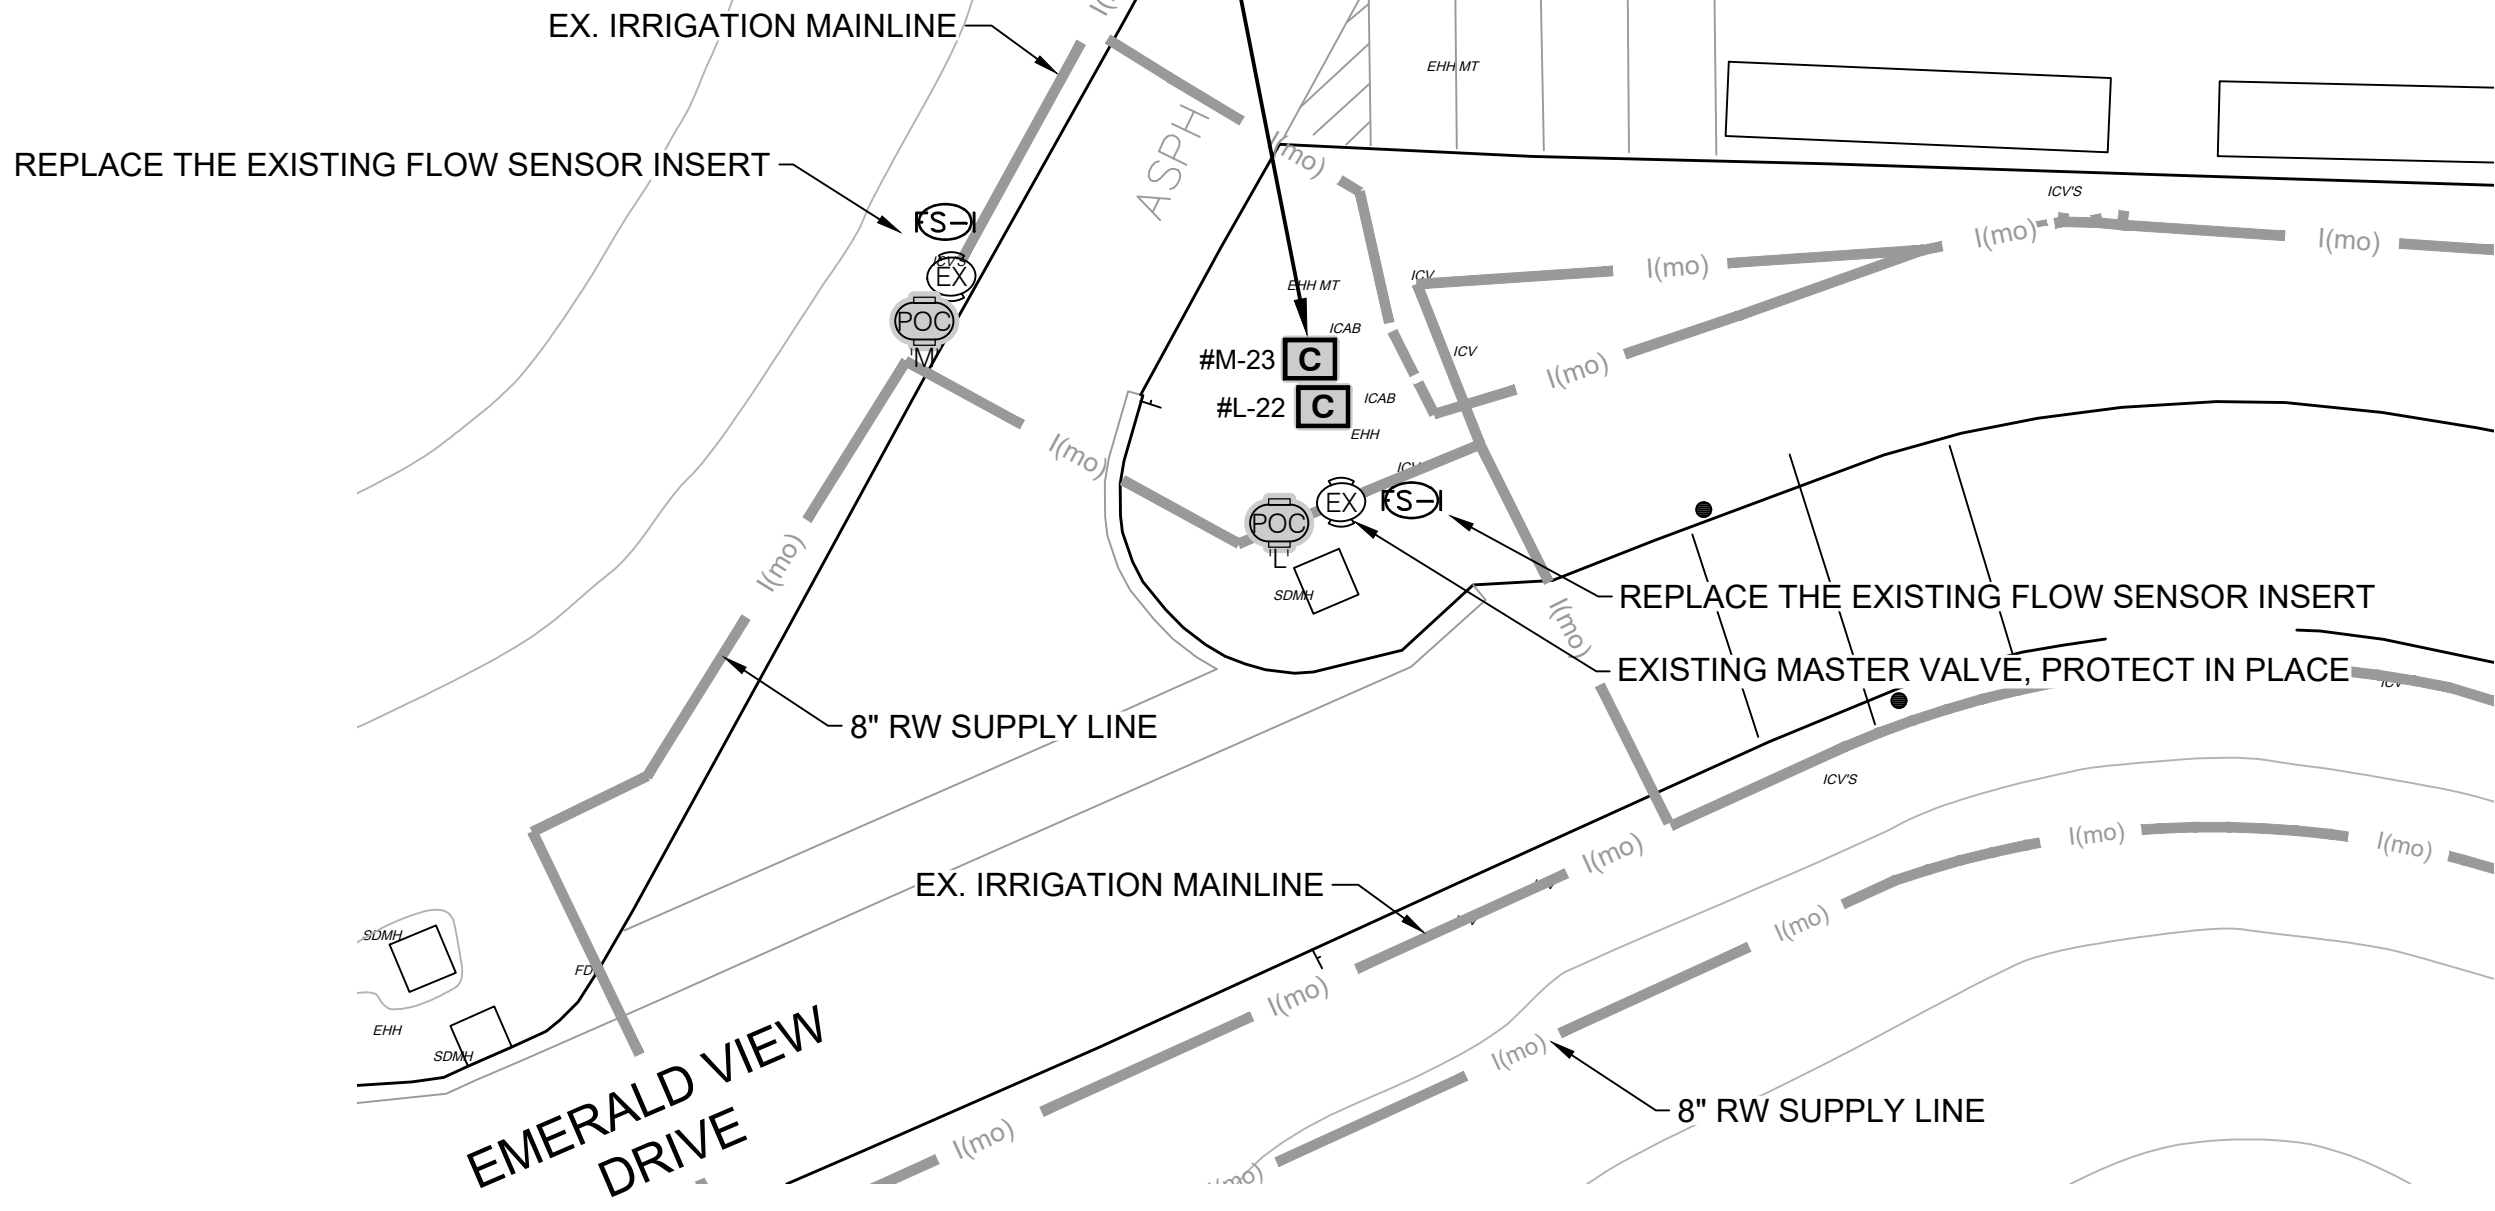 EX. IRRIGATION MAINLINE
EHH MT
REPLACE THE EXISTING FLOW SENSOR INSERT
ASPH
I(mo)
ICV'S
FS-I
I(mo)
I(mo)
ICV'S
EX
I(mo)
ICV
EHH MT
POC
M
ICAB
#M-23
C
ICV
I(mo)
#L-22
C
ICAB
EHH
I(mo)
ICV
POC
L
EX
FS-I
I(mo)
SDMH
REPLACE THE EXISTING FLOW SENSOR INSERT
I(mo)
EXISTING MASTER VALVE, PROTECT IN PLACE
ICV
8" RW SUPPLY LINE
ICV'S
I(mo)
I(mo)
I(mo)
EX. IRRIGATION MAINLINE
I(mo)
SDMH
FD
I(mo)
EHH
SDMH
I(mo)
EMERALD VIEW
DRIVE
8" RW SUPPLY LINE
I(mo)
I(mo)